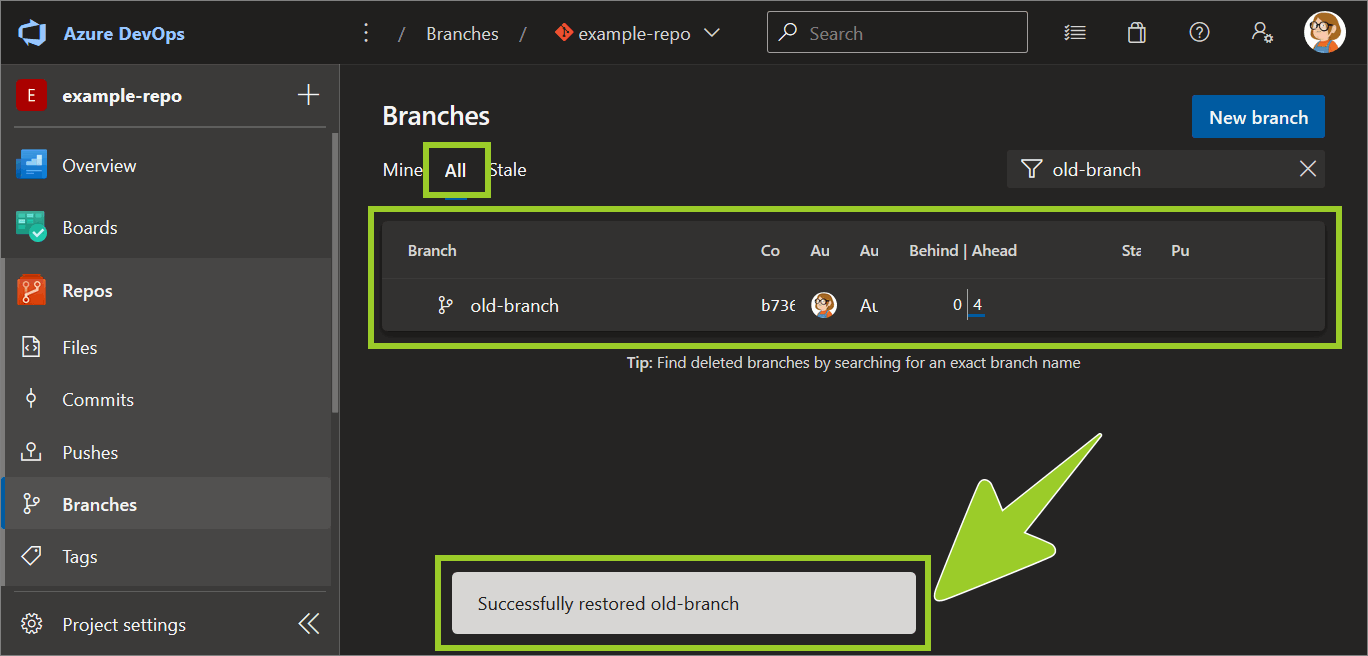 Azure DevOps
/ Branches / example-repo
Search
E example-repo
Overview
Boards
Repos
Files
Commits
Pushes
Branches
Tags
Project settings
Branches
New branch
Mine All Stale
old-branch
Branch Co Au Au Behind | Ahead Sta Pu
old-branch b736 Au 0 4
Tip: Find deleted branches by searching for an exact branch name
Successfully restored old-branch